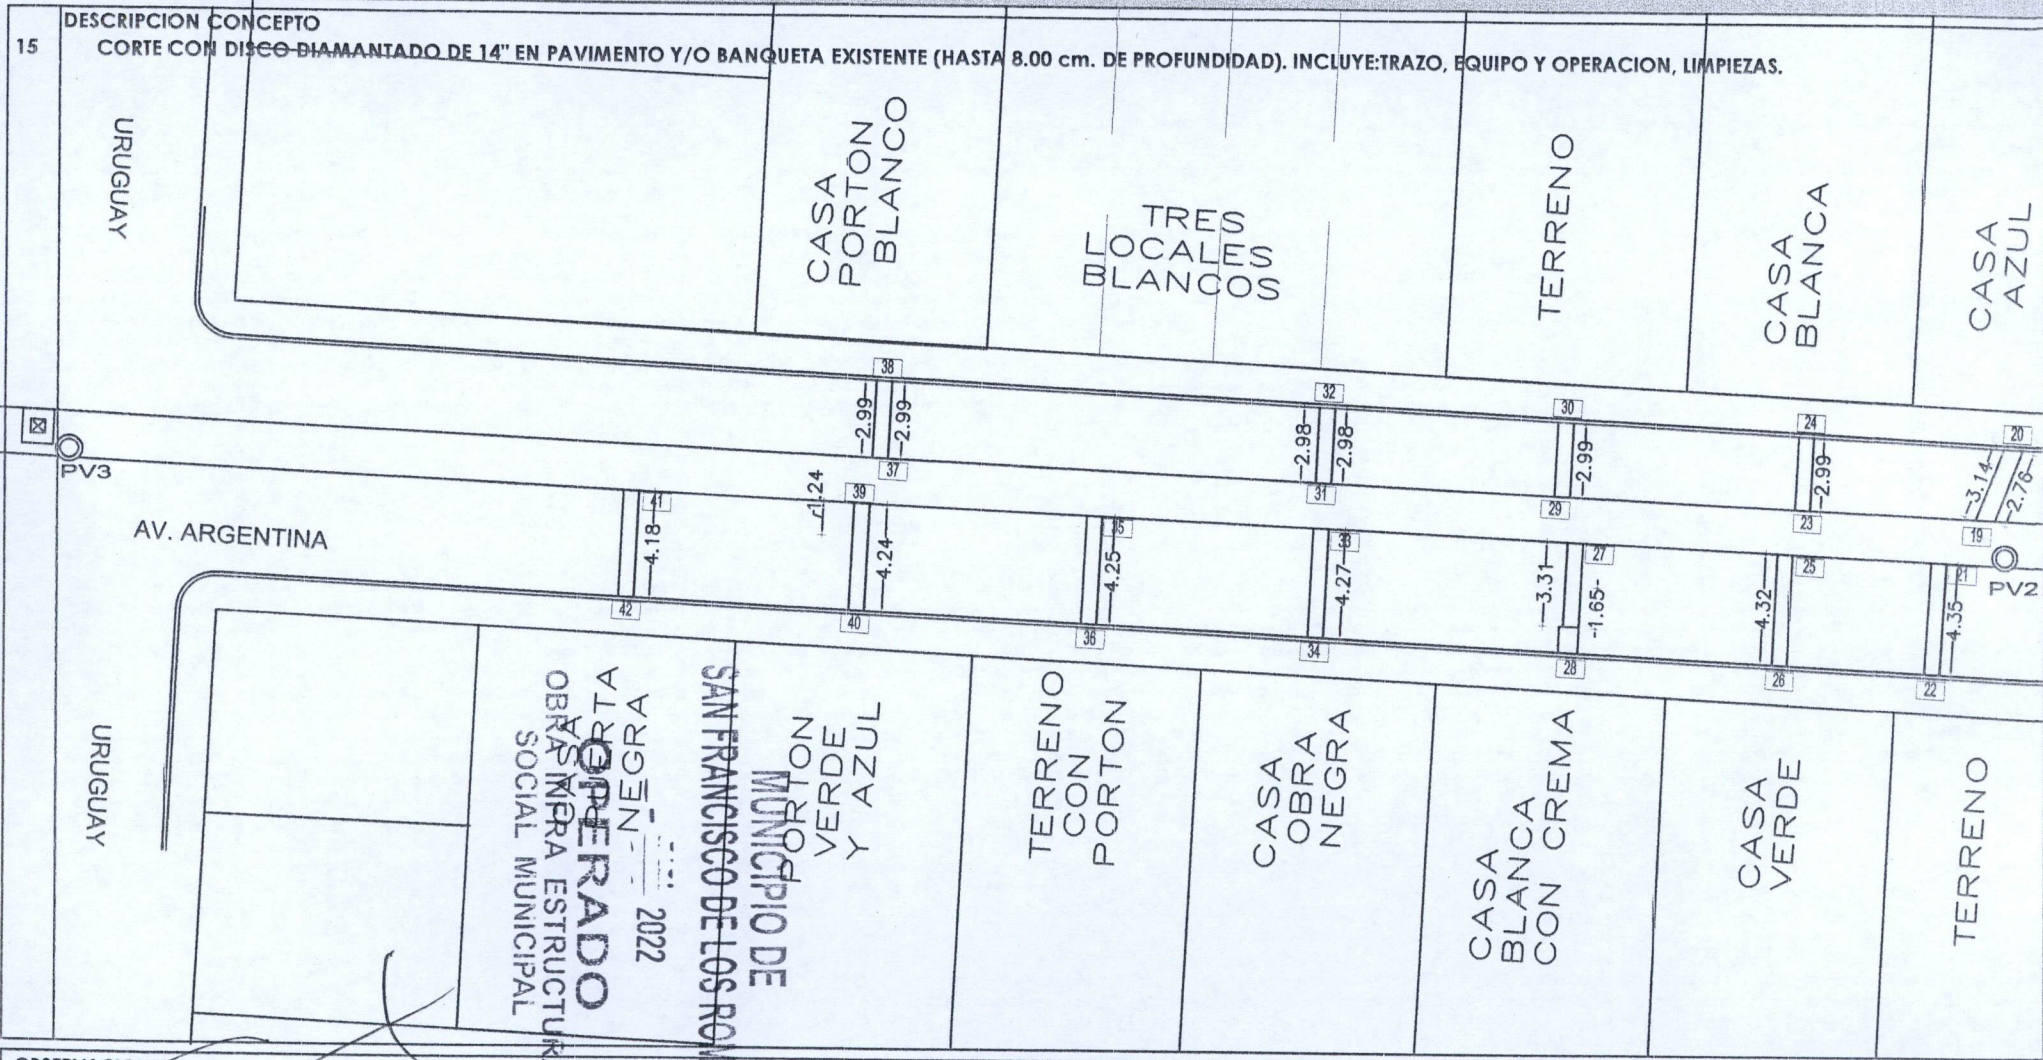 DESCRIPCION CONCEPTO
15 CORTE CON DISCO DIAMANTADO DE 14" EN PAVIMENTO Y/O BANQUETA EXISTENTE (HASTA 8.00 cm. DE PROFUNDIDAD). INCLUYE:TRAZO, EQUIPO Y OPERACION, LIMPIEZAS.
URUGUAY
CASA
PORTÓN
BLANCO
TRES
LOCALES
BLANCOS
TERRENO
CASA
BLANCA
CASA
AZUL
38
32
30
24
20
2.99
2.99
2.98
2.98
2.99
2.99
3.14
2.76
37
31
29
23
19
PV3
PV2
AV. ARGENTINA
41
1.24
39
35
33
27
25
21
4.18
4.24
4.25
4.27
3.31
1.65
4.32
4.35
42
40
36
34
28
26
22
URUGUAY
NEGRA
OPERADO
OBRA INFRA ESTRUCTUR
SOCIAL MUNICIPAL
2022
MUNICIPIO DE
SAN FRANCISCO DE LOS ROM
PORTON
VERDE
Y AZUL
TERRENO
CON
PORTON
CASA
OBRA
NEGRA
CASA
BLANCA
CON CREMA
CASA
VERDE
TERRENO